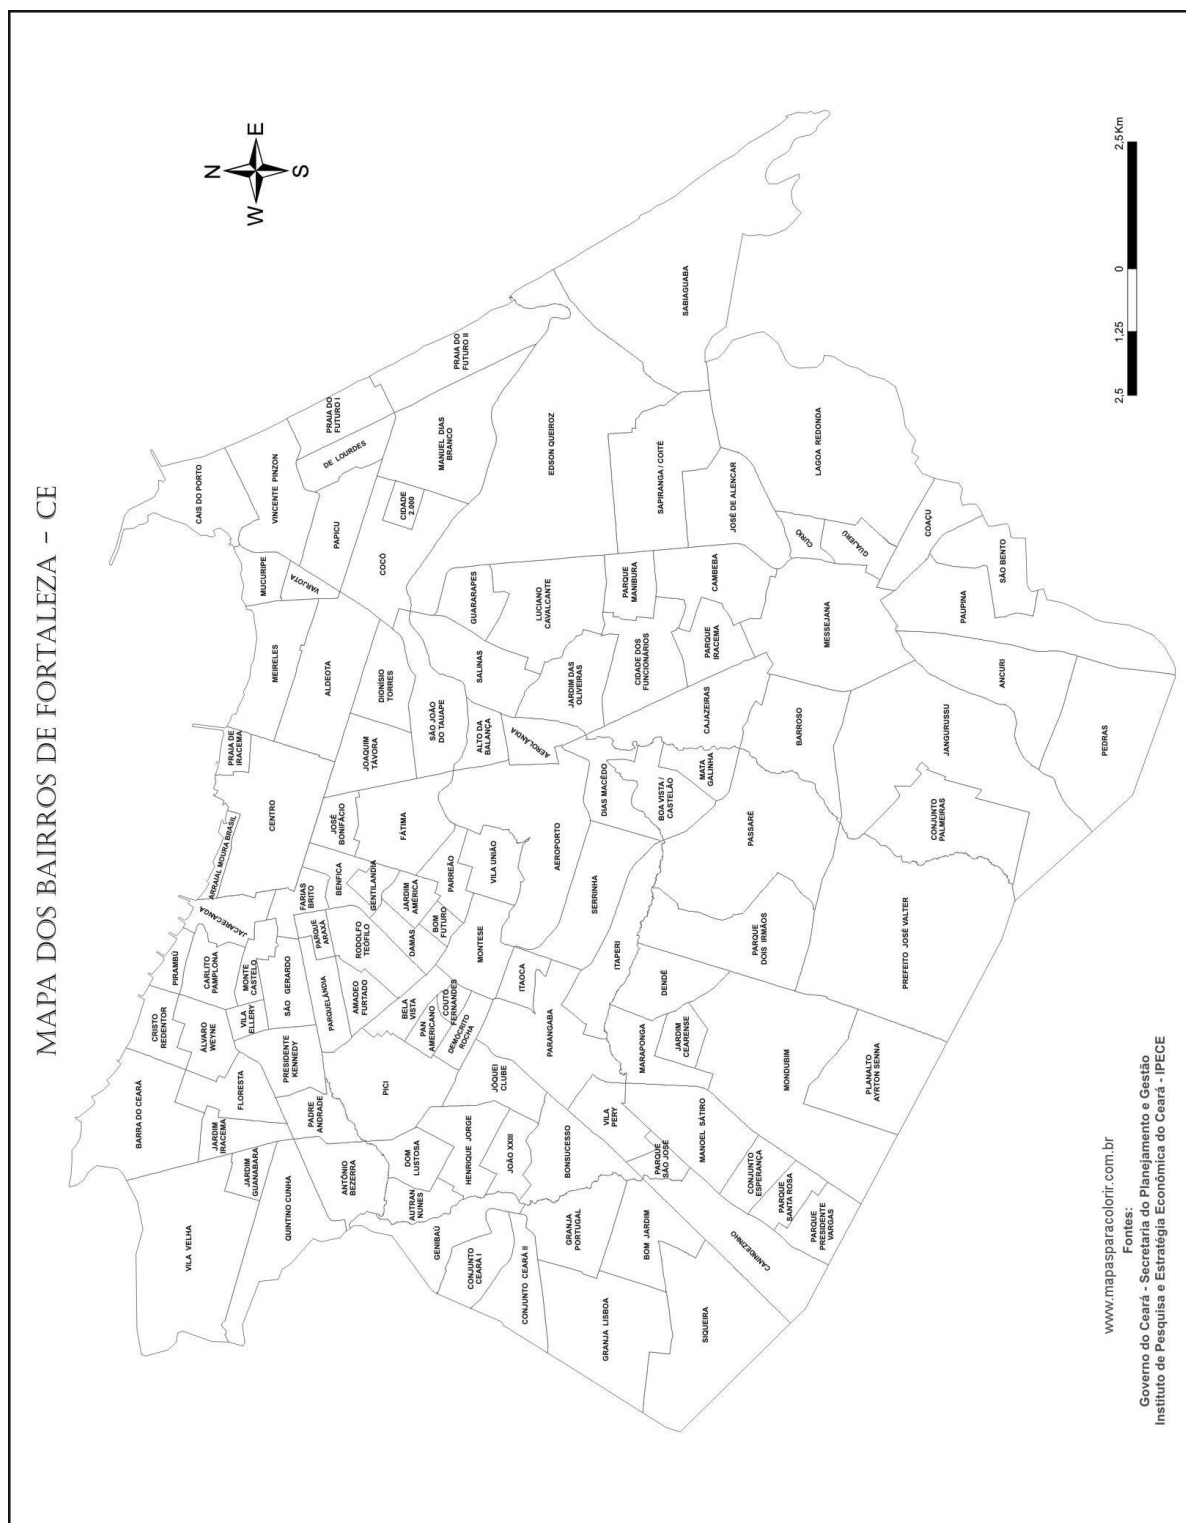 MAPA DOS BAIRROS DE FORTALEZA - CE
N
E
W
S
CAIS DO PORTO
VINCENTE PINZON
MUCURIPE
VARJOTA
PAPICU
DE LOURDES
PRAIA DO
FUTURO I
PRAIA DO
FUTURO II
MEIRELES
ALDEOTA
PRAIA DE
IRACEMA
CENTRO
ARRAIAL MOURA BRASIL
JACARECANGA
PIRAMBÚ
CARLITO
PAMPLONA
MONTE
CASTELO
CRISTO
REDENTOR
ÁLVARO
WEYNE
VILA
ELLERY
SÃO GERARDO
BARRA DO CEARÁ
FLORESTA
JARDIM
IRACEMA
JARDIM
GUANABARA
VILA VELHA
QUINTINO CUNHA
PRESIDENTE
KENNEDY
PADRE
ANDRADE
ANTÔNIO
BEZERRA
FARIAS
BRITO
PARQUE
ARAXÁ
PARQUELÂNDIA
RODOLFO
TEÓFILO
AMADEO
FURTADO
BENFICA
GENTILANDIA
JOSÉ
BONIFÁCIO
FÁTIMA
JOAQUIM
TÁVORA
DIONÍSIO
TORRES
COCÓ
CIDADE
2.000
MANUEL DIAS
BRANCO
SÃO JOÃO
DO TAUAPE
SALINAS
GUARARAPES
LUCIANO
CAVALCANTE
EDSON QUEIROZ
SABIAGUABA
ALTO DA
BALANÇA
AEROLÂNDIA
JARDIM DAS
OLIVEIRAS
PARQUE
MANIBURA
CIDADE DOS
FUNCIONÁRIOS
SAPIRANGA / COITÉ
JARDIM
AMÉRICA
DAMAS
BOM
FUTURO
PARREÃO
VILA UNIÃO
MONTESE
AEROPORTO
PICI
BELA
VISTA
PAN
AMERICANO
COUTO
FERNANDES
DEMÓCRITO
ROCHA
DOM
LUSTOSA
AUTRAN
NUNES
GENIBAÚ
HENRIQUE JORGE
JOÃO XXIII
JÓQUEI
CLUBE
CONJUNTO
CEARÁ I
CONJUNTO CEARÁ II
ITAOCA
PARANGABA
SERRINHA
ITAPERI
DIAS MACÊDO
BOA VISTA /
CASTELÃO
MATA
GALINHA
CAJAZEIRAS
PARQUE
IRACEMA
CAMBEBA
JOSÉ DE ALENCAR
LAGOA REDONDA
CURIÓ
GUAJERÚ
MESSEJANA
COAÇU
SÃO BENTO
PAUPINA
ANCURI
PEDRAS
BARROSO
JANGURUSSU
CONJUNTO
PALMEIRAS
PASSARÉ
PARQUE
DOIS IRMÃOS
PREFEITO JOSÉ VALTER
DENDÊ
BONSUCESSO
VILA
PERY
GRANJA
PORTUGAL
GRANJA LISBOA
BOM JARDIM
SIQUEIRA
PARQUE
SÃO JOSÉ
MARAPONGA
JARDIM
CEARENSE
MANOEL SÁTIRO
MONDUBIM
PLANALTO
AYRTON SENNA
CONJUNTO
ESPERANÇA
PARQUE
SANTA ROSA
PARQUE
PRESIDENTE
VARGAS
CANINDEZINHO
2,5
1,25
0
2,5 Km
www.mapasparacolorir.com.br
Fontes:
Governo do Ceará - Secretaria do Planejamento e Gestão
Instituto de Pesquisa e Estratégia Econômica do Ceará - IPECE